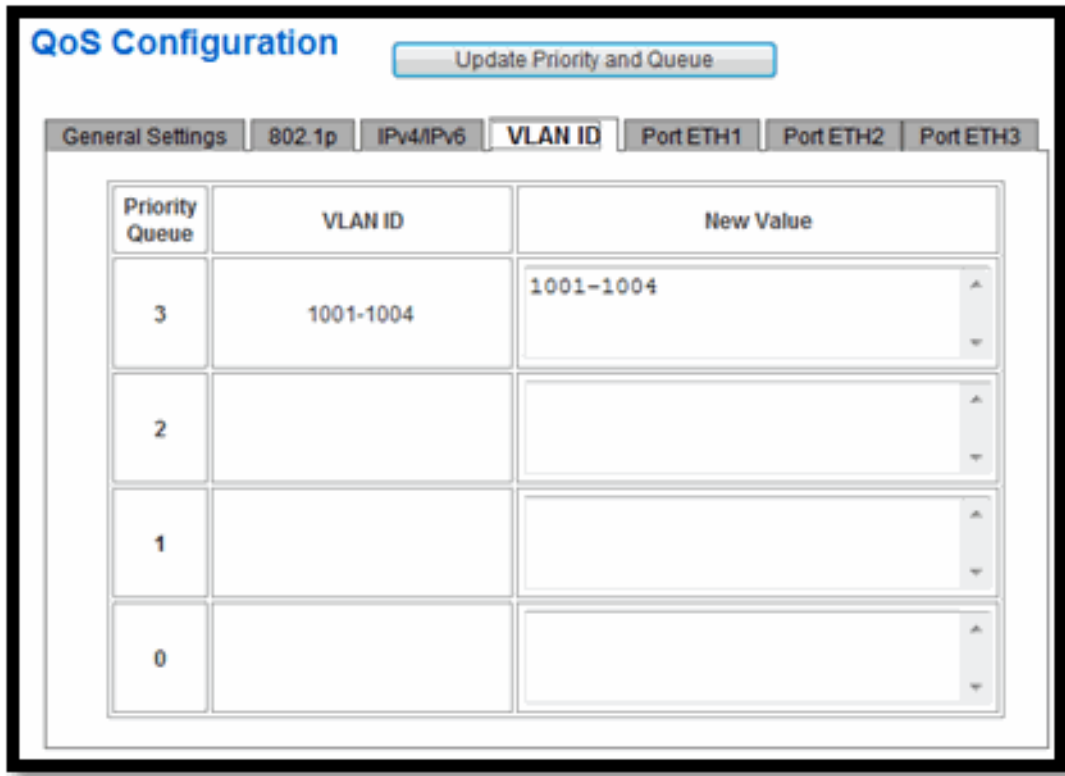 QoS Configuration
Update Priority and Queue
General Settings 802.1p IPv4/IPv6 VLAN ID Port ETH1 Port ETH2 Port ETH3
Priority Queue VLAN ID New Value
3 1001-1004 1001-1004
2
1
0